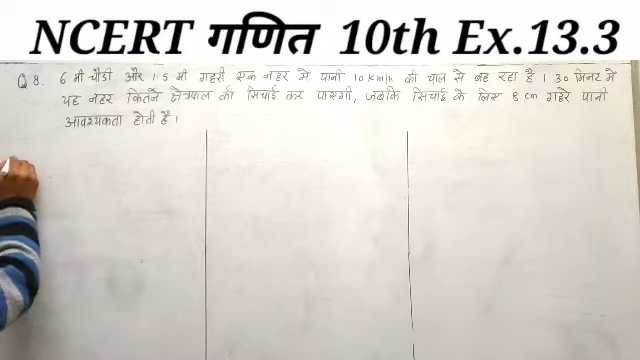 NCERT गणित 10th Ex.13.3
Q 8. 6 मी चौडी और 1.5 मी गहरी एक नहर मे पानी 10 Km/h की चाल से बह रहा है । 30 मिनट मे
यह नहर कितने क्षेत्रफल की सिंचाई कर पाएगी, जबकि सिंचाई के लिए 8 cm गहरे पानी
आवश्यकता होती है ।